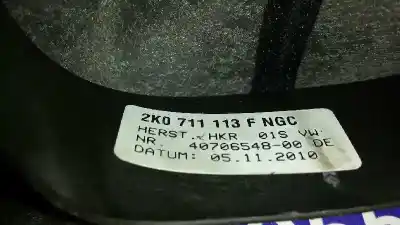 2K0 711 113 F NGC
HERST.: HKR 01S VW
NR. 40706548-00 DE
DATUM: 05.11.2010